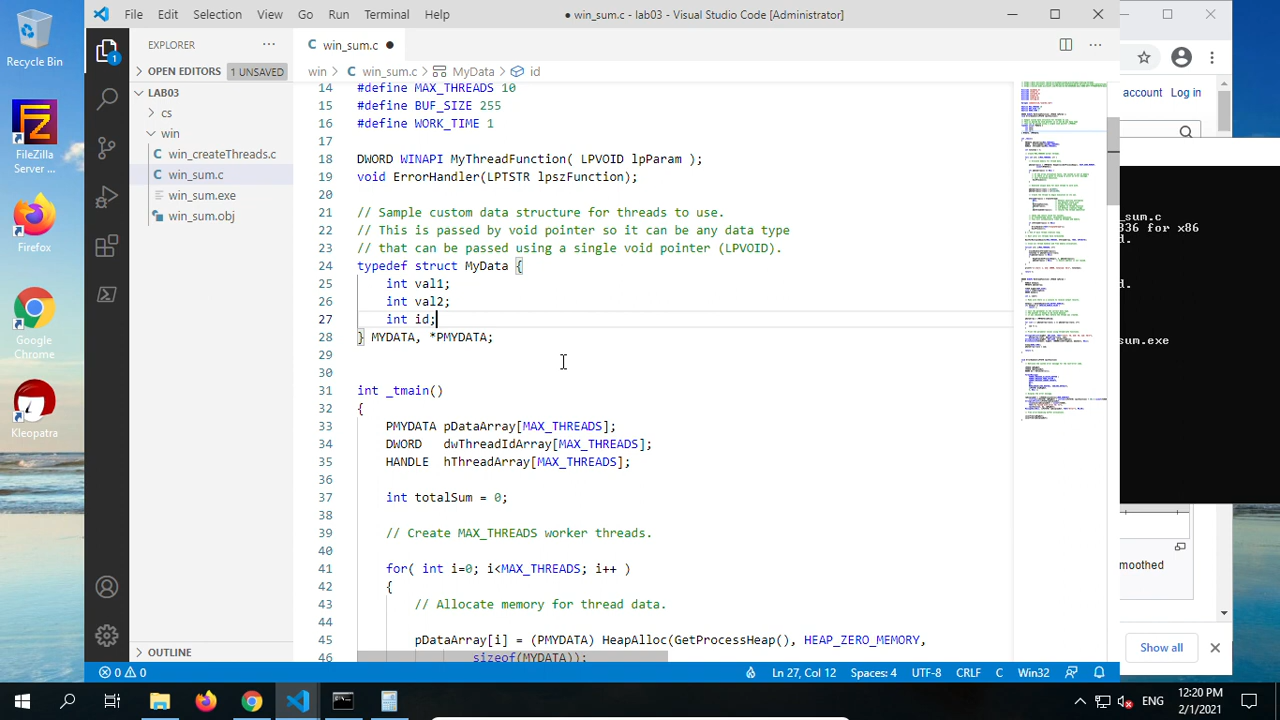 Recycle Bin
FileZilla
Server ...
Firefox
Google
Chrome
Kleopatra
File Edit Selection View Go Run Terminal Help
● win_sum.c - lab03 - Visual Studio Code [Administrator]
EXPLORER
OPEN EDITORS 1 UNSAVED
LAB03
cs
win
C win_createThreads.c
C win_sum.c
win_sum.exe
win_sum.obj
OUTLINE
1
C win_sum.c ●
win > C win_sum.c > MyData > id
14 #define MAX_THREADS 10
15 #define BUF_SIZE 255
16 #define WORK_TIME 1
17
18 DWORD WINAPI MyThreadFunction( LPVOID lpParam );
19 void ErrorHandler(LPTSTR lpszFunction);
20
21 // Sample custom data structure for threads to use.
22 // This is passed by void pointer so it can be any data type
23 // that can be passed using a single void pointer (LPVOID).
24 typedef struct MyData {
25 int val1;
26 int val2;
27 int id;
28 } MYDATA, *PMYDATA;
29
30
31 int _tmain()
32 {
33 PMYDATA pDataArray[MAX_THREADS];
34 DWORD dwThreadIdArray[MAX_THREADS];
35 HANDLE hThreadArray[MAX_THREADS];
36
37 int totalSum = 0;
38
39 // Create MAX_THREADS worker threads.
40
41 for( int i=0; i<MAX_THREADS; i++ )
42 {
43 // Allocate memory for thread data.
44
45 pDataArray[i] = (PMYDATA) HeapAlloc(GetProcessHeap(), HEAP_ZERO_MEMORY,
46 sizeof(MYDATA));
account Log in
sum.c
sum.exe
moothed
Show all
0 0
Ln 27, Col 12 Spaces: 4 UTF-8 CRLF C Win32
ENG
12:20 PM
2/1/2021